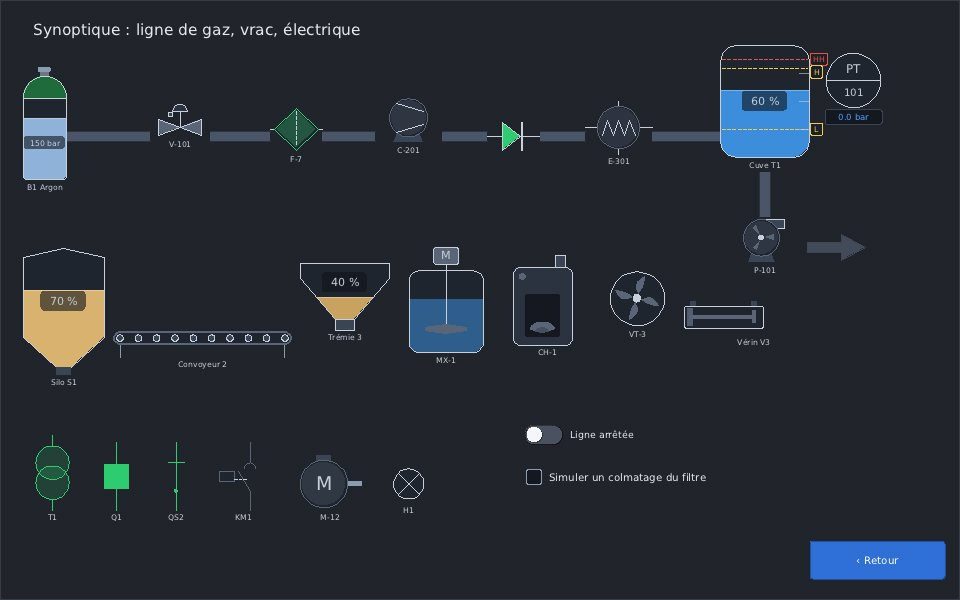 Synoptique : ligne de gaz, vrac, électrique
HH
H
PT
101
60 %
0.0 bar
L
150 bar
V-101
F-7
C-201
E-301
Cuve T1
B1 Argon
P-101
M
70 %
40 %
Trémie 3
VT-3
Vérin V3
MX-1
CH-1
Convoyeur 2
Silo S1
Ligne arrêtée
Simuler un colmatage du filtre
M
T1
Q1
QS2
KM1
M-12
H1
‹ Retour